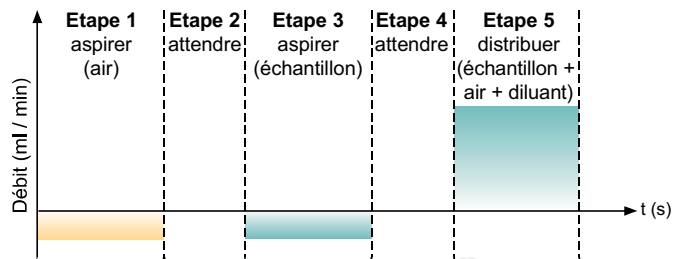 Etape 1
aspirer
(air)
Etape 2
attendre
Etape 3
aspirer
(échantillon)
Etape 4
attendre
Etape 5
distribuer
(échantillon +
air + diluant)
Débit (ml / min)
t (s)